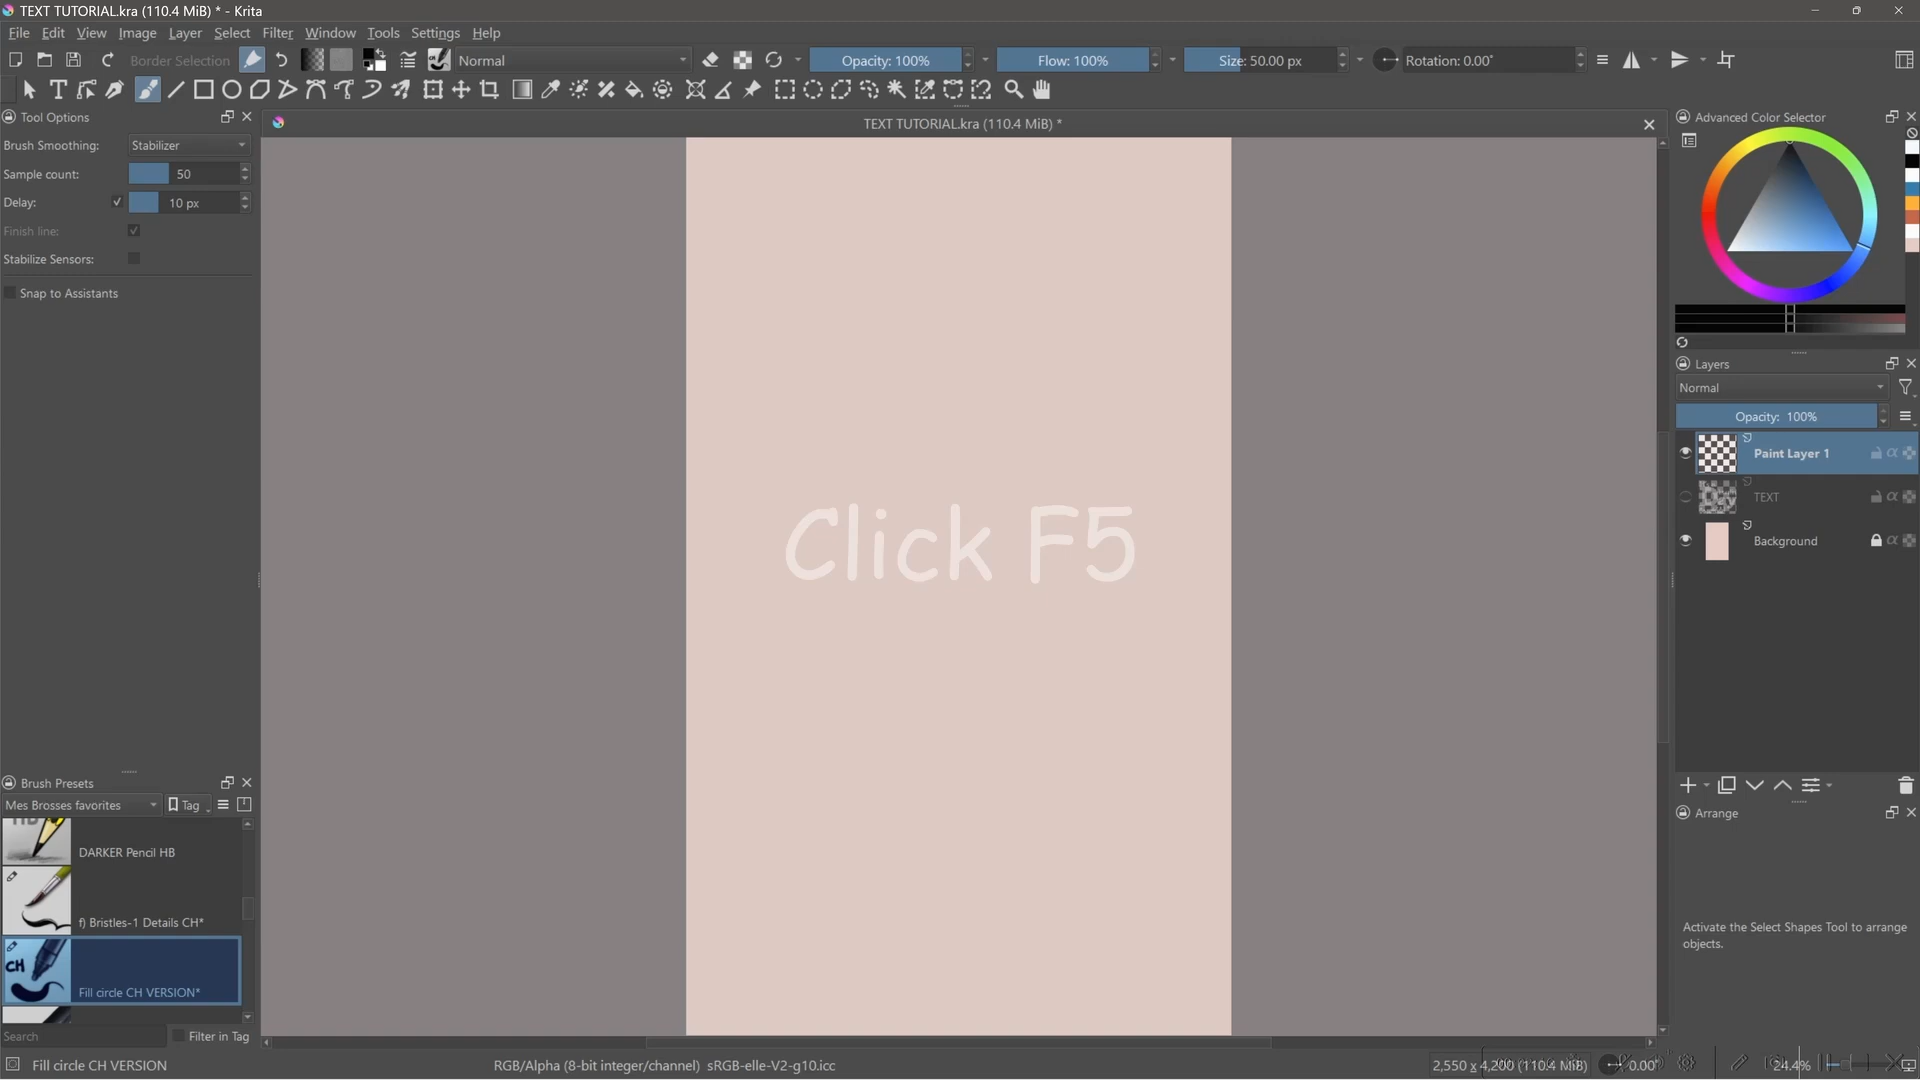 TEXT TUTORIAL.kra (110.4 MiB) * - Krita
File Edit View Image Layer Select Filter Settings Window Tools Settings Help
Border Selection Normal Opacity: 100% Flow: 100% Size: 50.00 px Rotation: 0.00°
Tool Options
TEXT TUTORIAL.kra (110.4 MiB) *
Advanced Color Selector
Brush Smoothing: Stabilizer
Sample count: 50
Delay: 10 px
Finish line:
Stabilize Sensors:
Snap to Assistants
Layers
Normal
Opacity: 100%
Paint Layer 1
TEXT
Background
Click F5
Brush Presets
Mes Brosses favorites Tag
DARKER Pencil HB
f) Bristles-1 Details CH*
CH
Fill circle CH VERSION*
Search Filter in Tag
Arrange
Activate the Select Shapes Tool to arrange
objects.
Fill circle CH VERSION
RGB/Alpha (8-bit integer/channel) sRGB-elle-V2-g10.icc
2,550 x 4,200 (110.4 MiB) 0.00° 24.4%